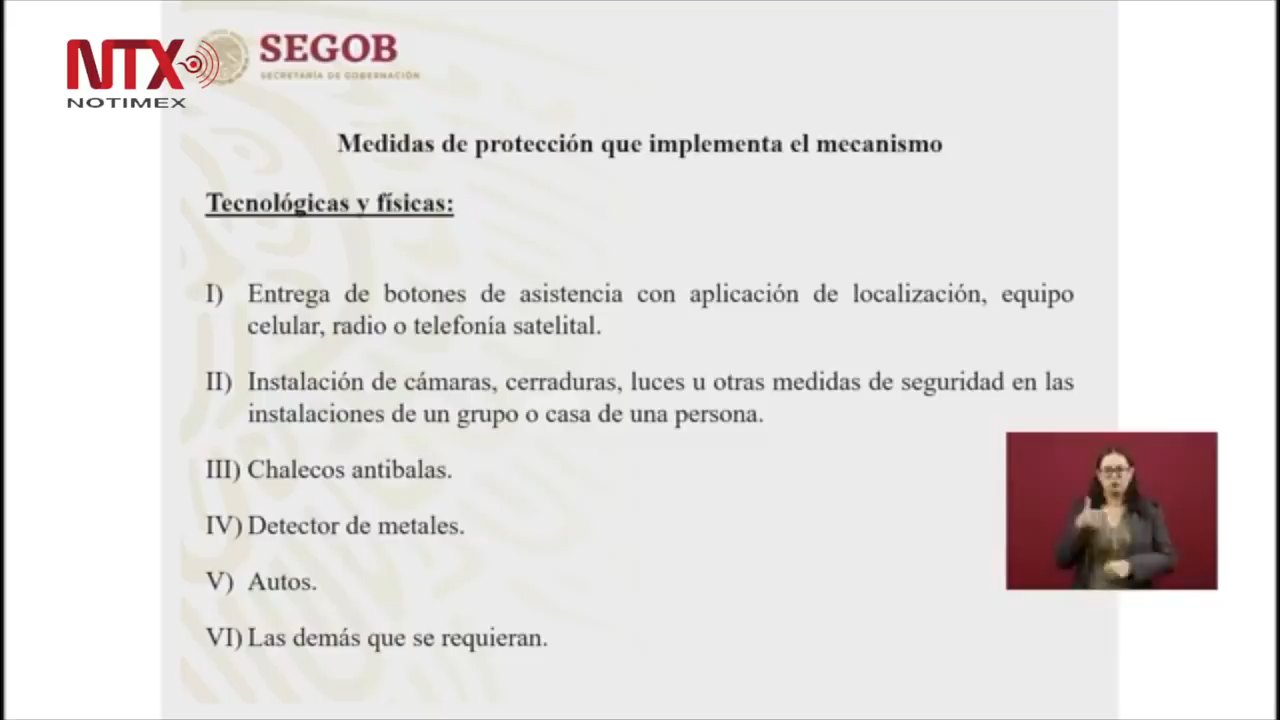 NTX
NOTIMEX
SEGOB
SECRETARÍA DE GOBERNACIÓN
Medidas de protección que implementa el mecanismo
Tecnológicas y físicas:
I) Entrega de botones de asistencia con aplicación de localización, equipo
celular, radio o telefonía satelital.
II) Instalación de cámaras, cerraduras, luces u otras medidas de seguridad en las
instalaciones de un grupo o casa de una persona.
III) Chalecos antibalas.
IV) Detector de metales.
V) Autos.
VI) Las demás que se requieran.